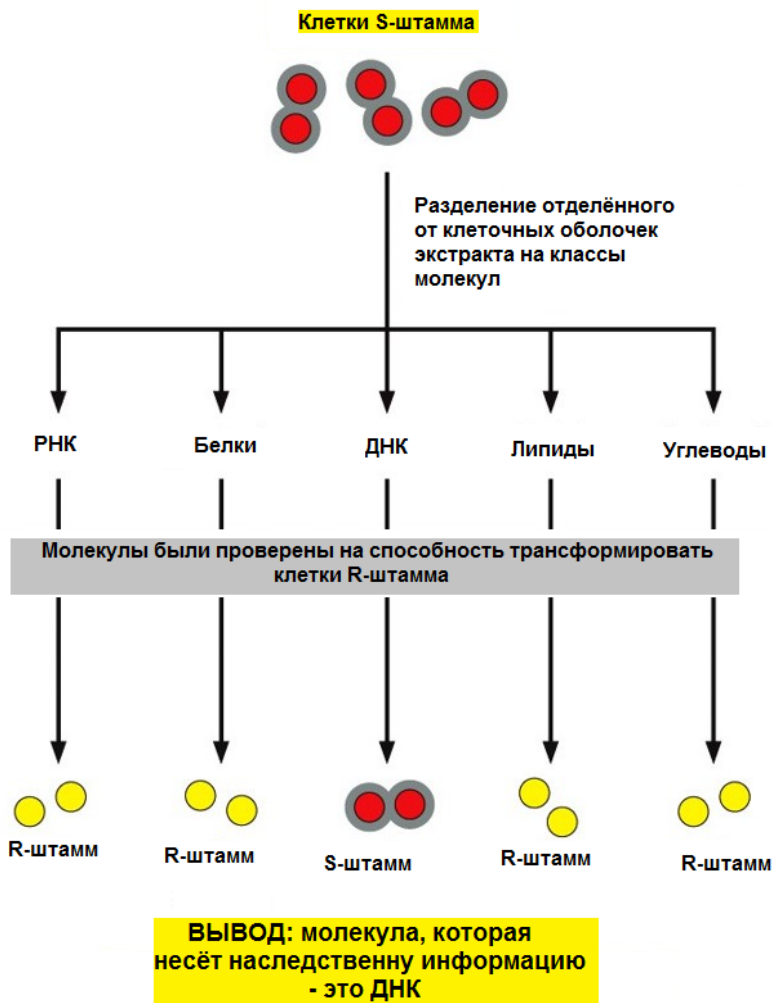 Клетки S-штамма
Разделение отделённого
от клеточных оболочек
экстракта на классы
молекул
РНК
Белки
ДНК
Липиды
Углеводы
Молекулы были проверены на способность трансформировать
клетки R-штамма
R-штамм
R-штамм
S-штамм
R-штамм
R-штамм
ВЫВОД: молекула, которая
несёт наследственну информацию
- это ДНК